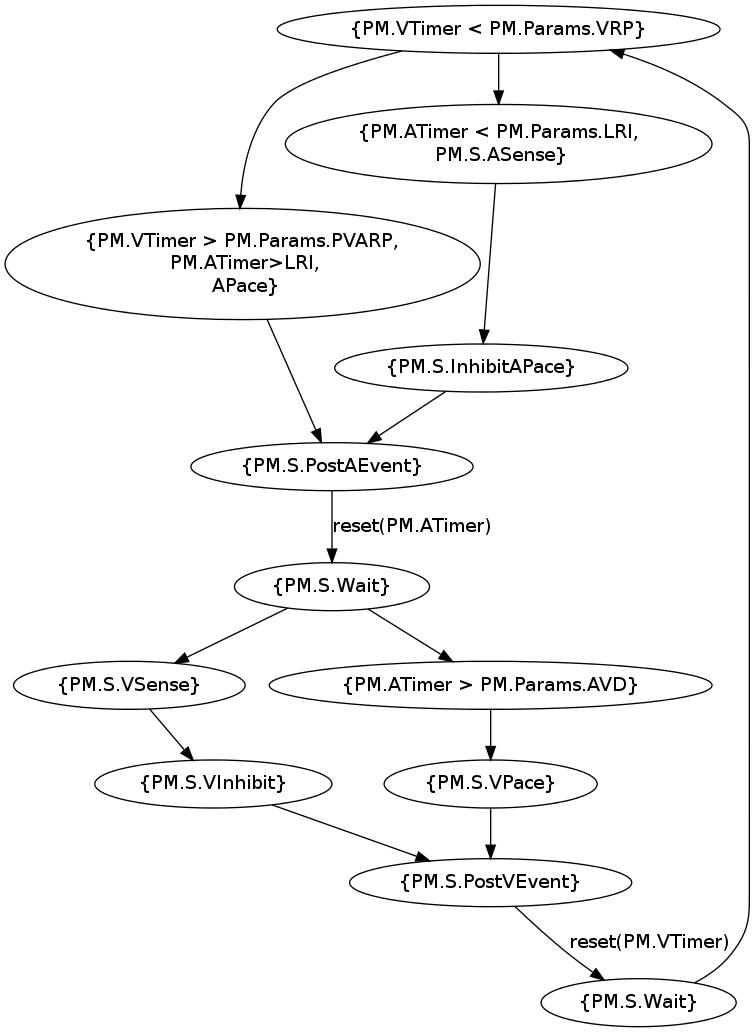 {PM.VTimer < PM.Params.VRP}
{PM.ATimer < PM.Params.LRI,
PM.S.ASense}
{PM.VTimer > PM.Params.PVARP,
PM.ATimer>LRI,
APace}
{PM.S.InhibitAPace}
{PM.S.PostAEvent}
reset(PM.ATimer)
{PM.S.Wait}
{PM.S.VSense}
{PM.ATimer > PM.Params.AVD}
{PM.S.VInhibit}
{PM.S.VPace}
{PM.S.PostVEvent}
reset(PM.VTimer)
{PM.S.Wait}